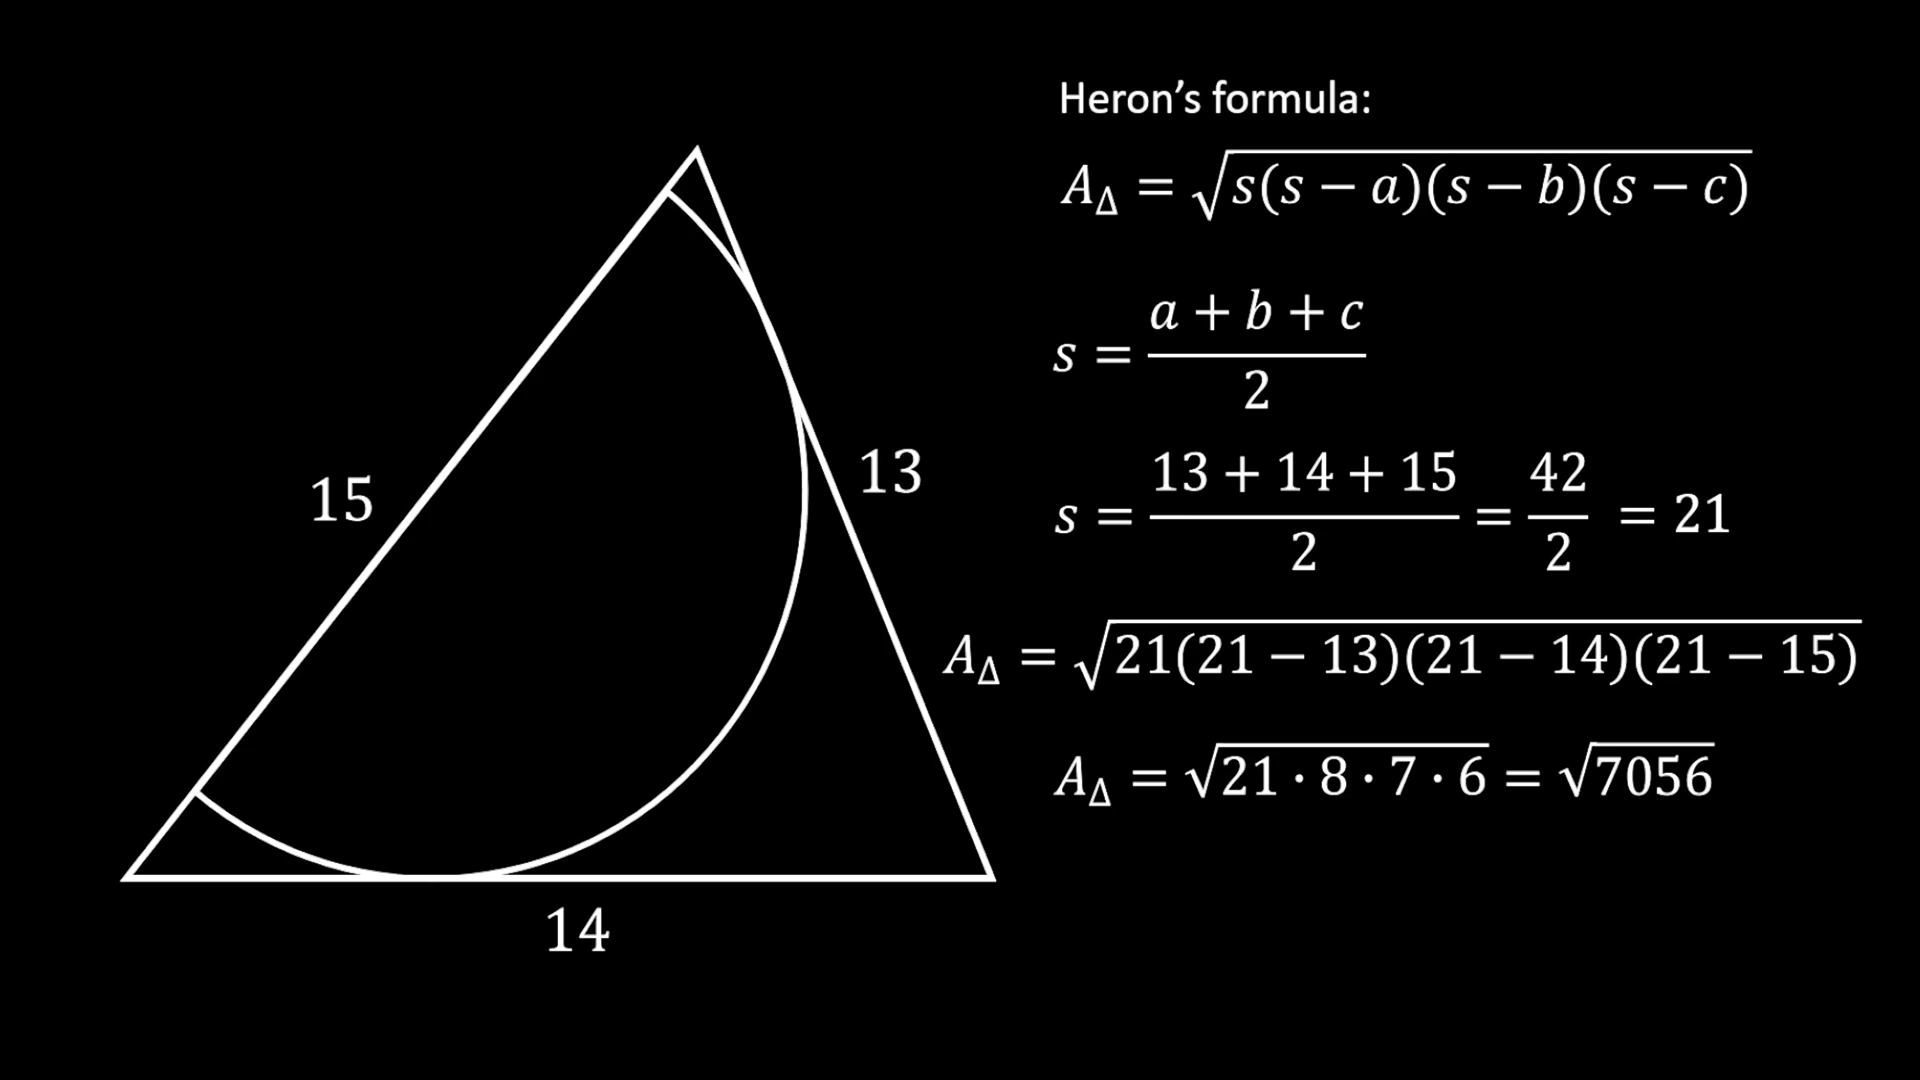 Heron’s formula:
A_Δ = √(s(s − a)(s − b)(s − c))
s = (a + b + c)/2
15
13
s = (13 + 14 + 15)/2 = 42/2 = 21
A_Δ = √(21(21 − 13)(21 − 14)(21 − 15))
A_Δ = √(21 · 8 · 7 · 6) = √7056
14